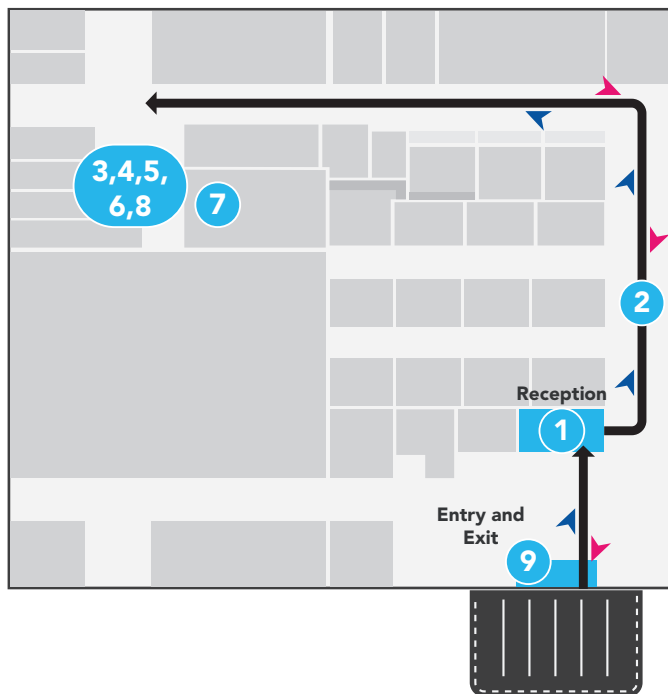 3,4,5,
6,8
7
2
Reception
1
Entry and
Exit
9